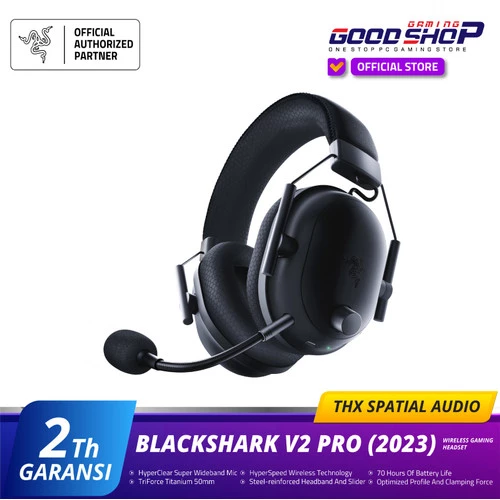 OFFICIAL
AUTHORIZED
PARTNER
GAMING
GOODSHOP
ONE STOP PC GAMING STORE
OFFICIAL STORE
THX SPATIAL AUDIO
2Th
GARANSI
BLACKSHARK V2 PRO (2023)
WIRELESS GAMING
HEADSET
HyperClear Super Wideband Mic
HyperSpeed Wireless Technology
70 Hours Of Battery Life
TriForce Titanium 50mm
Steel-reinforced Headband And Slider
Optimized Profile And Clamping Force